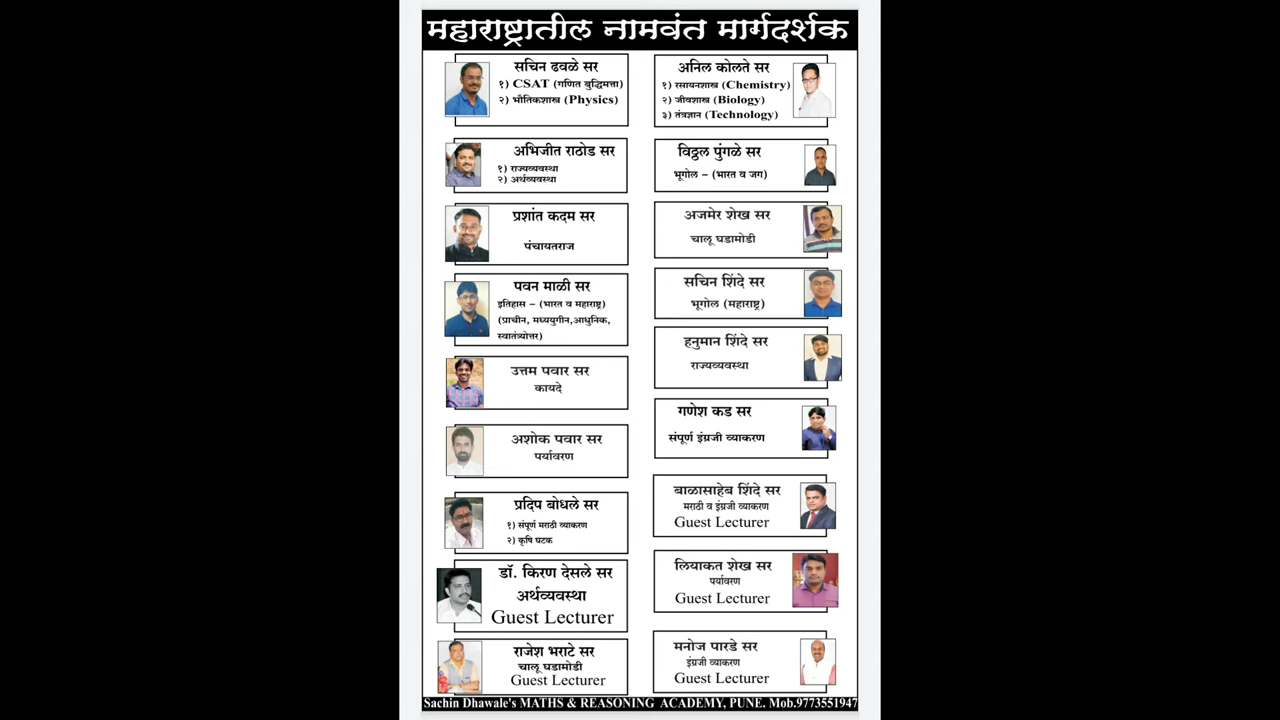 महाराष्ट्रातील नामवंत मार्गदर्शक
सचिन ढवळे सर
१) CSAT (गणित बुद्धिमत्ता)
२) भौतिकशास्त्र (Physics)
अभिजीत राठोड सर
१) राज्यव्यवस्था
२) अर्थव्यवस्था
प्रशांत कदम सर
पंचायतराज
पवन माळी सर
इतिहास – (भारत व महाराष्ट्र)
(प्राचीन, मध्ययुगीन,आधुनिक,
स्वातंत्र्योत्तर)
उत्तम पवार सर
कायदे
अशोक पवार सर
पर्यावरण
प्रदिप बोधले सर
१) संपूर्ण मराठी व्याकरण
२) कृषि घटक
डॉ. किरण देसले सर
अर्थव्यवस्था
Guest Lecturer
राजेश भराटे सर
चालू घडामोडी
Guest Lecturer
अनिल कोलते सर
१) रसायनशास्त्र (Chemistry)
२) जीवशास्त्र (Biology)
३) तंत्रज्ञान (Technology)
विठ्ठल पुंगळे सर
भूगोल – (भारत व जग)
अजमेर शेख सर
चालू घडामोडी
सचिन शिंदे सर
भूगोल (महाराष्ट्र)
हनुमान शिंदे सर
राज्यव्यवस्था
गणेश कड सर
संपूर्ण इंग्रजी व्याकरण
बाळासाहेब शिंदे सर
मराठी व इंग्रजी व्याकरण
Guest Lecturer
लियाकत शेख सर
पर्यावरण
Guest Lecturer
मनोज पारडे सर
इंग्रजी व्याकरण
Guest Lecturer
Sachin Dhawale's MATHS & REASONING ACADEMY, PUNE. Mob.9773551947